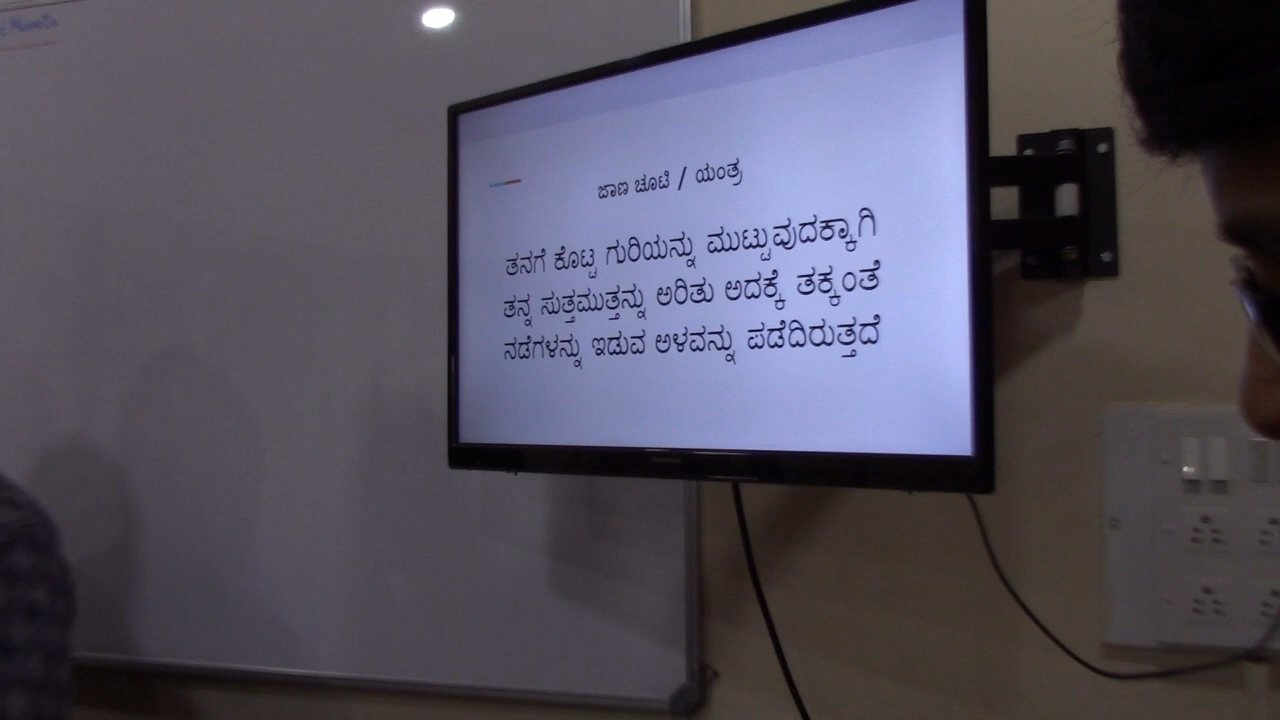 ಜಾಣ ಚೂಟಿ / ಯಂತ್ರ
ತನಗೆ ಕೊಟ್ಟ ಗುರಿಯನ್ನು ಮುಟ್ಟುವುದಕ್ಕಾಗಿ
ತನ್ನ ಸುತ್ತಮುತ್ತನ್ನು ಅರಿತು ಅದಕ್ಕೆ ತಕ್ಕಂತೆ
ನಡೆಗಳನ್ನು ಇಡುವ ಅಳವನ್ನು ಪಡೆದಿರುತ್ತದೆ